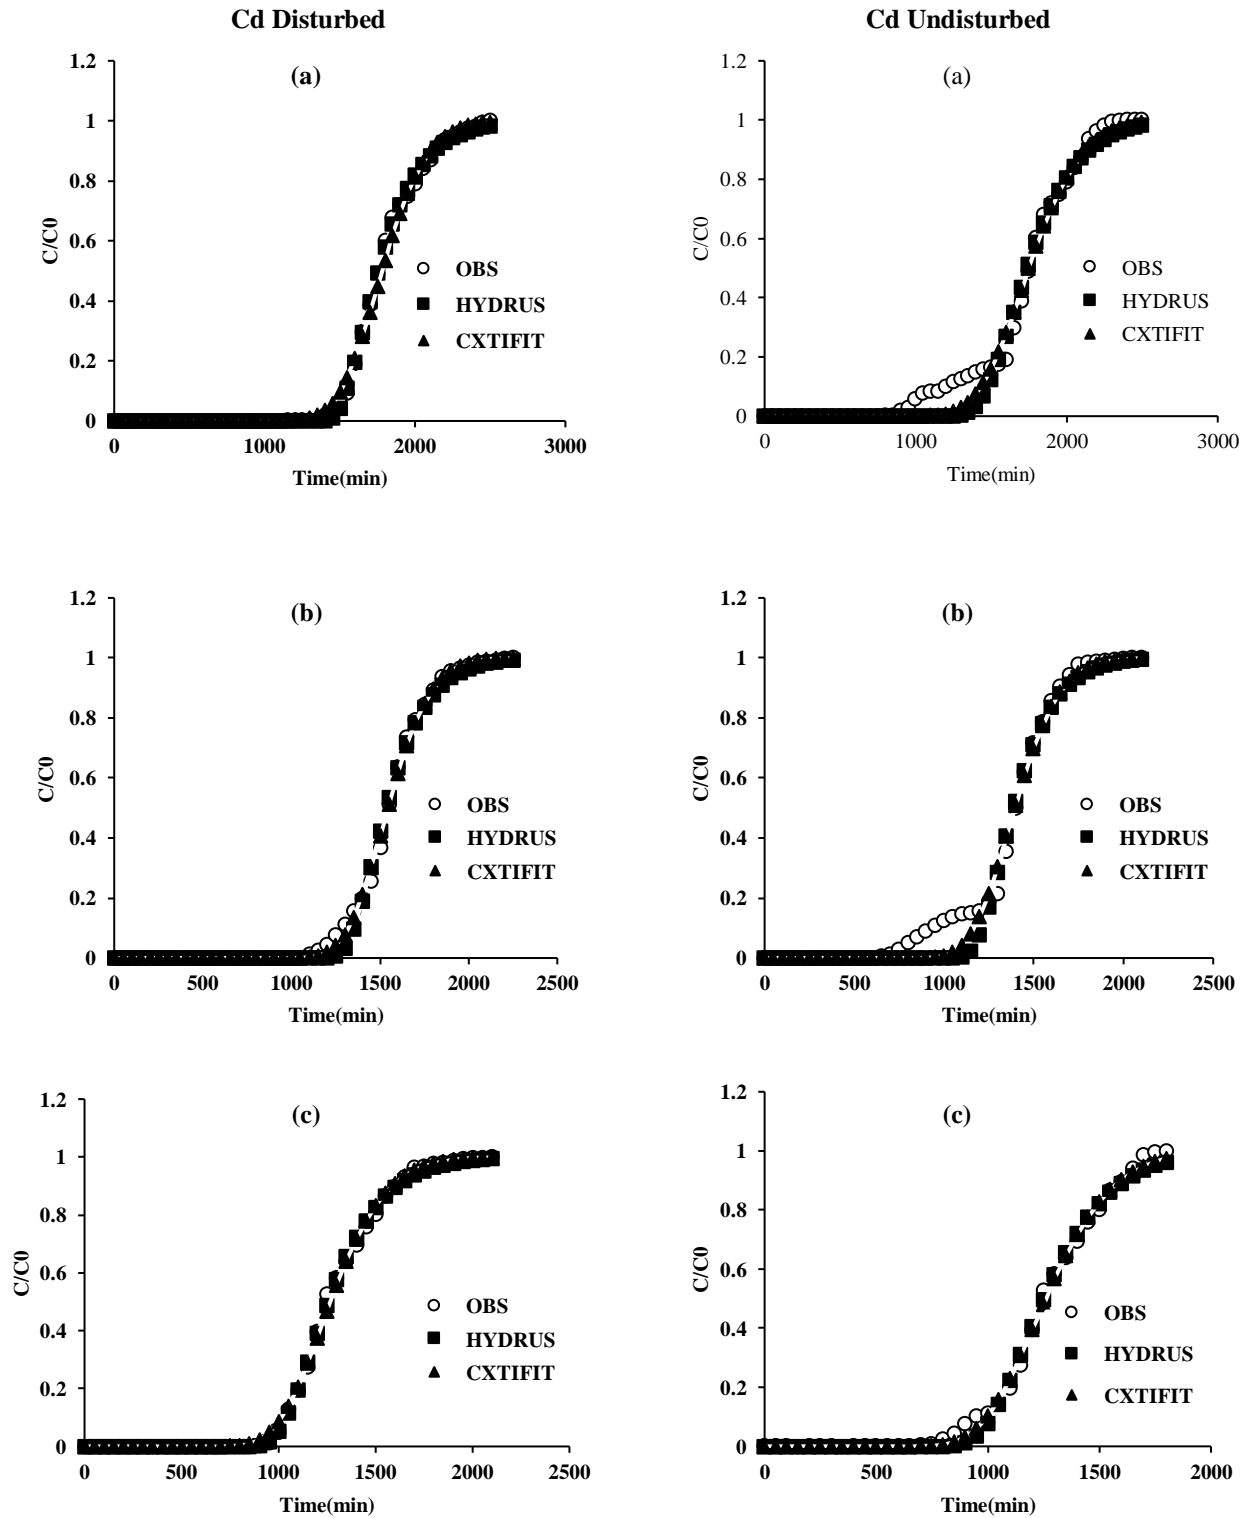 Cd Disturbed
Cd Undisturbed
(a)
1.2
1
0.8
0.6
0.4
0.2
0
C/C0
OBS
HYDRUS
CXTIFIT
0 1000 2000 3000
Time(min)
(a)
1.2
1
0.8
0.6
0.4
0.2
0
C/C0
OBS
HYDRUS
CXTIFIT
0 1000 2000 3000
Time(min)
(b)
1.2
1
0.8
0.6
0.4
0.2
0
C/C0
OBS
HYDRUS
CXTIFIT
0 500 1000 1500 2000 2500
Time(min)
(b)
1.2
1
0.8
0.6
0.4
0.2
0
C/C0
OBS
HYDRUS
CXTIFIT
0 500 1000 1500 2000 2500
Time(min)
(c)
1.2
1
0.8
0.6
0.4
0.2
0
C/C0
OBS
HYDRUS
CXTIFIT
0 500 1000 1500 2000 2500
Time(min)
(c)
1.2
1
0.8
0.6
0.4
0.2
0
C/C0
OBS
HYDRUS
CXTIFIT
0 500 1000 1500 2000
Time(min)